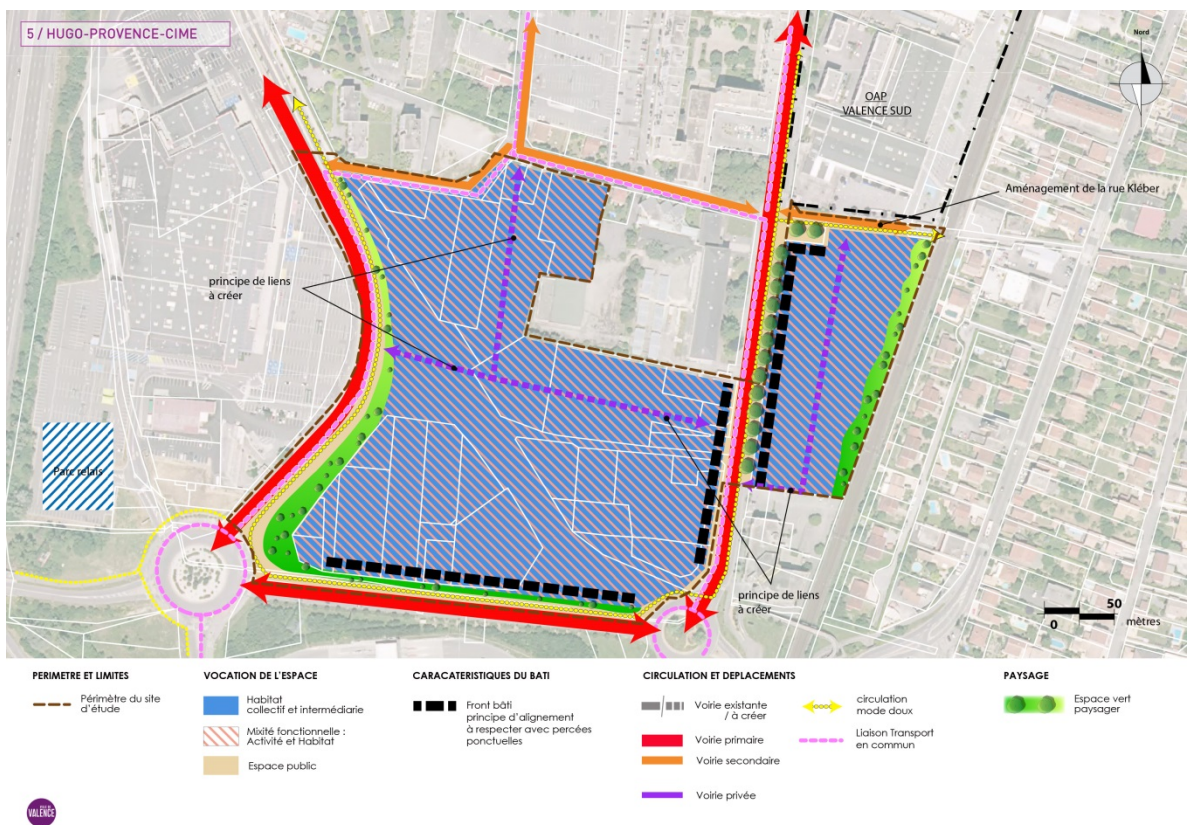 5 / HUGO-PROVENCE-CIME
Nord
OAP
VALENCE SUD
Aménagement de la rue Kléber
principe de liens
à créer
Parc relais
principe de liens
à créer
50
0 mètres
PERIMETRE ET LIMITES
Périmètre du site
d'étude
VOCATION DE L'ESPACE
Habitat
collectif et intermédiarie
Mixité fonctionnelle :
Activité et Habitat
Espace public
CARACATERISTIQUES DU BATI
Front bâti
principe d'alignement
à respecter avec percées
ponctuelles
CIRCULATION ET DEPLACEMENTS
Voirie existante
/ à créer
Voirie primaire
Voirie secondaire
Voirie privée
circulation
mode doux
Liaison Transport
en commun
PAYSAGE
Espace vert
paysager
VALENCE